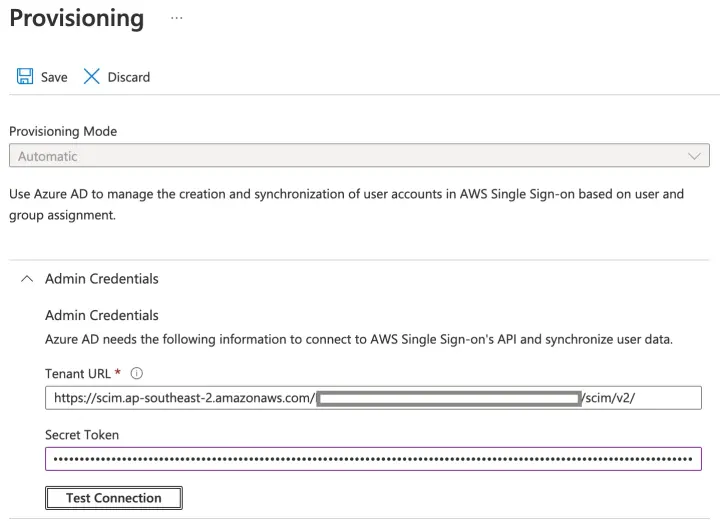 Provisioning ...
Save Discard
Provisioning Mode
Automatic
Use Azure AD to manage the creation and synchronization of user accounts in AWS Single Sign-on based on user and
group assignment.
Admin Credentials
Admin Credentials
Azure AD needs the following information to connect to AWS Single Sign-on's API and synchronize user data.
Tenant URL *
https://scim.ap-southeast-2.amazonaws.com/ /scim/v2/
Secret Token
Test Connection